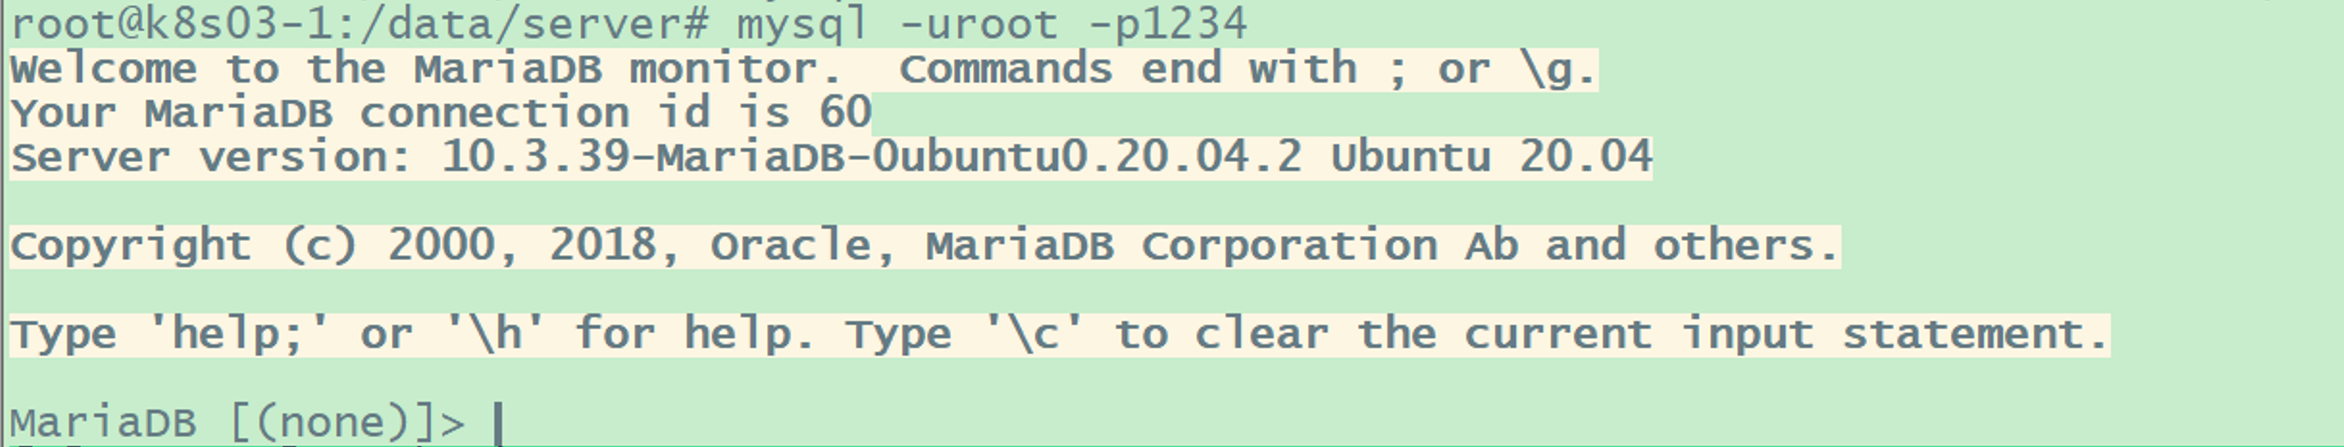 root@k8s03-1:/data/server# mysql -uroot -p1234
Welcome to the MariaDB monitor.  Commands end with ; or \g.
Your MariaDB connection id is 60
Server version: 10.3.39-MariaDB-0ubuntu0.20.04.2 Ubuntu 20.04
Copyright (c) 2000, 2018, Oracle, MariaDB Corporation Ab and others.
Type 'help;' or '\h' for help. Type '\c' to clear the current input statement.
MariaDB [(none)]>